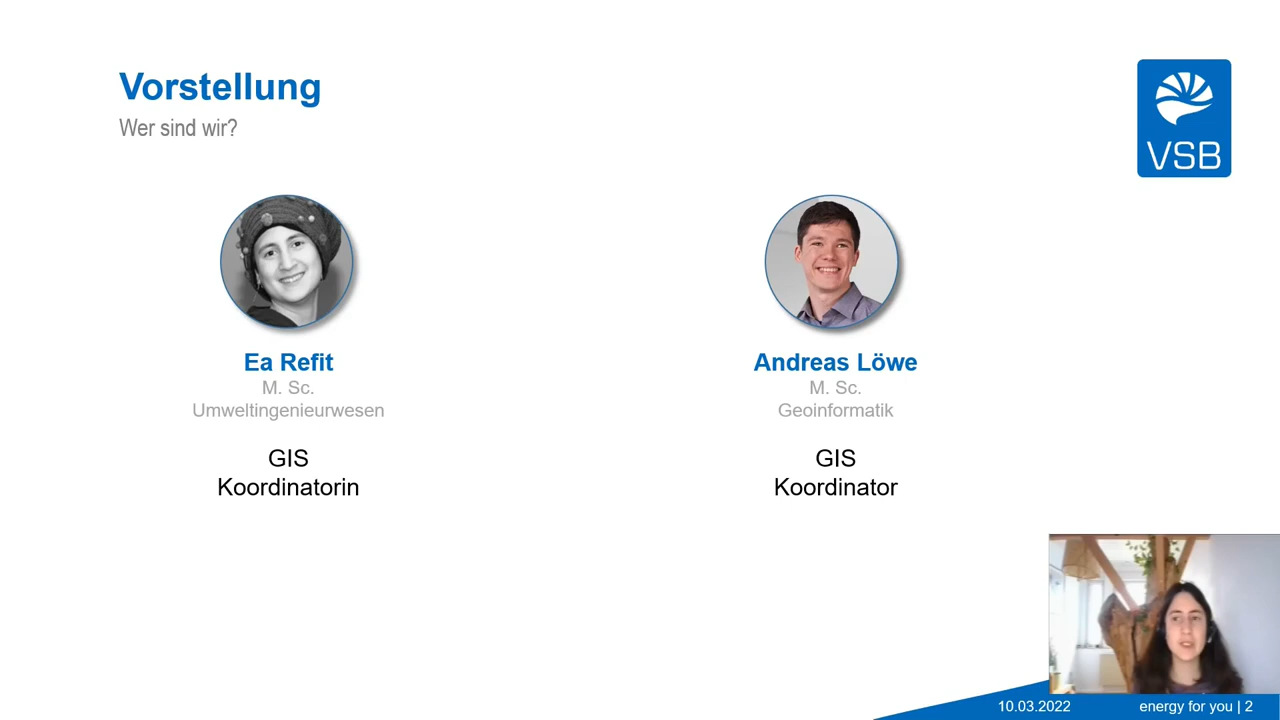 Vorstellung
Wer sind wir?
VSB
Ea Refit
M. Sc.
Umweltingenieurwesen
GIS
Koordinatorin
Andreas Löwe
M. Sc.
Geoinformatik
GIS
Koordinator
10.03.2022
energy for you | 2